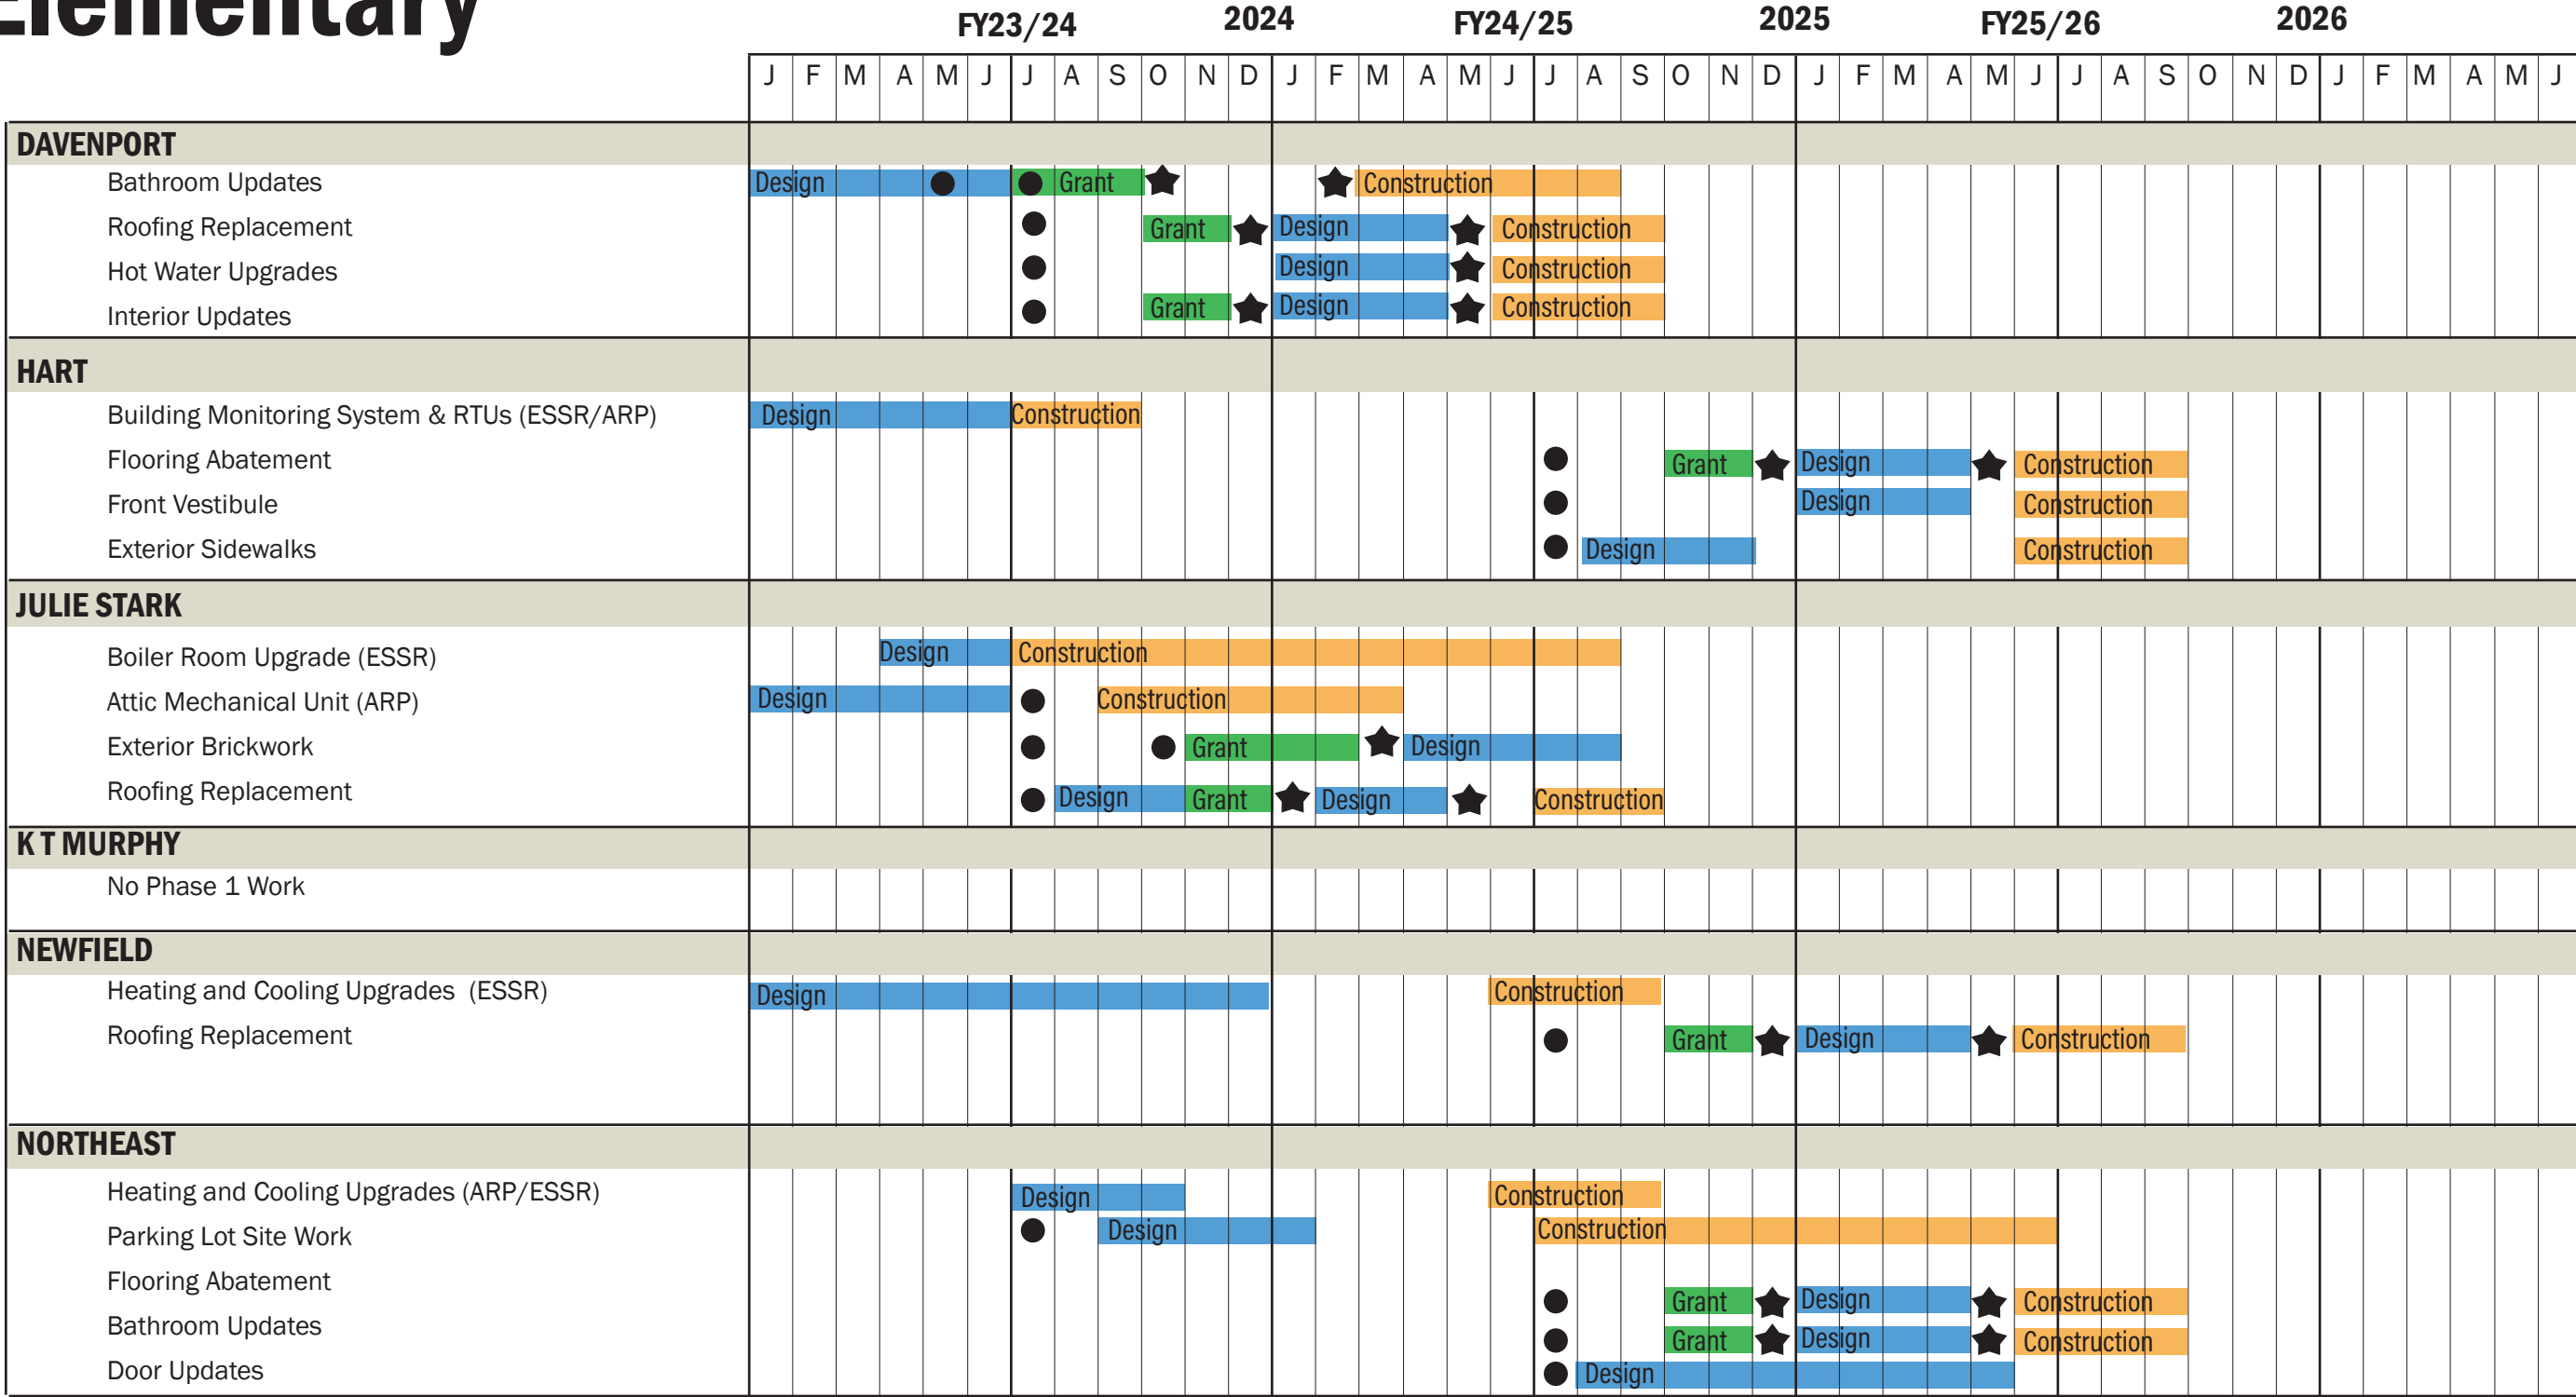 Elementary
FY23/24 2024 FY24/25 2025 FY25/26 2026
J F M A M J J A S O N D J F M A M J J A S O N D J F M A M J J A S O N D J F M A M J
DAVENPORT
Bathroom Updates Design Grant Construction
Roofing Replacement Grant Design Construction
Hot Water Upgrades Design Construction
Interior Updates Grant Design Construction
HART
Building Monitoring System & RTUs (ESSR/ARP) Design Construction
Flooring Abatement Grant Design Construction
Front Vestibule Design Construction
Exterior Sidewalks Design Construction
JULIE STARK
Boiler Room Upgrade (ESSR) Design Construction
Attic Mechanical Unit (ARP) Design Construction
Exterior Brickwork Grant Design
Roofing Replacement Design Grant Design Construction
K T MURPHY
No Phase 1 Work
NEWFIELD
Heating and Cooling Upgrades (ESSR) Design Construction
Roofing Replacement Grant Design Construction
NORTHEAST
Heating and Cooling Upgrades (ARP/ESSR) Design Construction
Parking Lot Site Work Design Construction
Flooring Abatement Grant Design Construction
Bathroom Updates Grant Design Construction
Door Updates Design